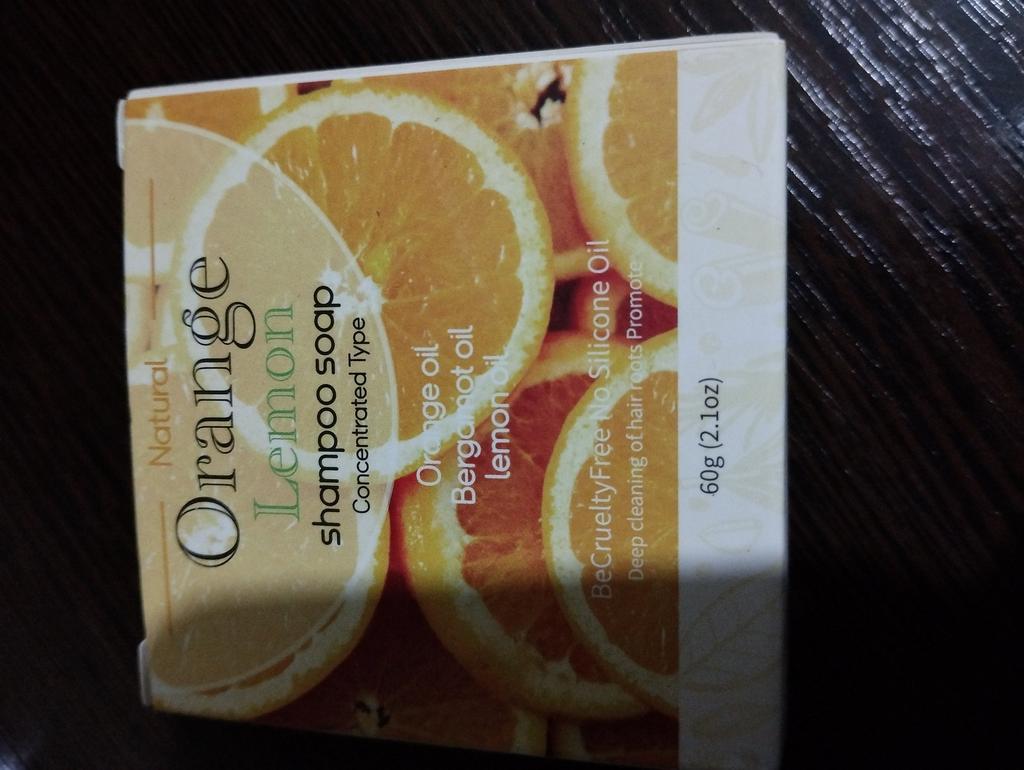 Natural
Orange
Lemon
shampoo soap
Concentrated Type
Orange oil
Bergamot oil
lemon oil
BeCrueltyFree No Silicone Oil
Deep cleaning of hair roots Promote
60g (2.1oz)